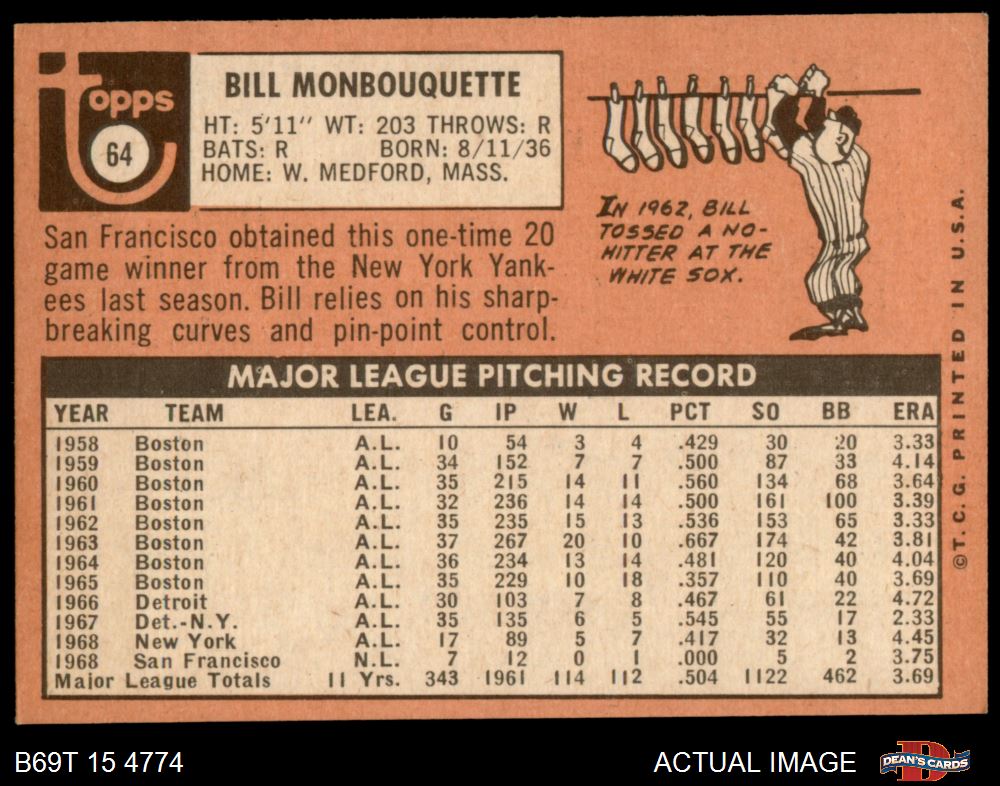 Topps
64
BILL MONBOUQUETTE
HT: 5'11" WT: 203 THROWS: R
BATS: R BORN: 8/11/36
HOME: W. MEDFORD, MASS.
San Francisco obtained this one-time 20
game winner from the New York Yank-
ees last season. Bill relies on his sharp-
breaking curves and pin-point control.
IN 1962, BILL
TOSSED A NO-
HITTER AT THE
WHITE SOX.
MAJOR LEAGUE PITCHING RECORD
YEAR TEAM LEA. G IP W L PCT SO BB ERA
1958 Boston A.L. 10 54 3 4 .429 30 20 3.33
1959 Boston A.L. 34 152 7 7 .500 87 33 4.14
1960 Boston A.L. 35 215 14 11 .560 134 68 3.64
1961 Boston A.L. 32 236 14 14 .500 161 100 3.39
1962 Boston A.L. 35 235 15 13 .536 153 65 3.33
1963 Boston A.L. 37 267 20 10 .667 174 42 3.81
1964 Boston A.L. 36 234 13 14 .481 120 40 4.04
1965 Boston A.L. 35 229 10 18 .357 110 40 3.69
1966 Detroit A.L. 30 103 7 8 .467 61 22 4.72
1967 Det.-N.Y. A.L. 35 135 6 5 .545 55 17 2.33
1968 New York A.L. 17 89 5 7 .417 32 13 4.45
1968 San Francisco N.L. 7 12 0 1 .000 5 2 3.75
Major League Totals 11 Yrs. 343 1961 114 112 .504 1122 462 3.69
©T. C. G. PRINTED IN U.S.A.
B69T 15 4774
ACTUAL IMAGE
D
DEAN'S CARDS